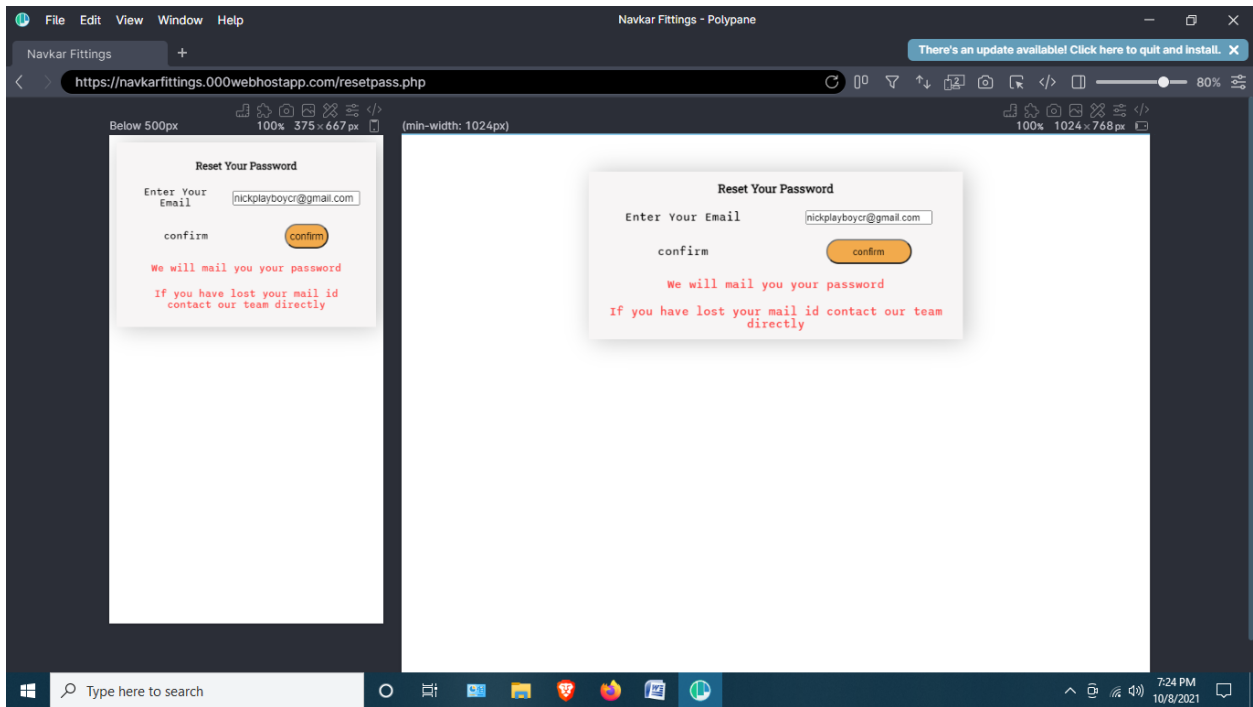 File Edit View Window Help
Navkar Fittings - Polypane
Navkar Fittings
There's an update available! Click here to quit and install. X
https://navkarfittings.000webhostapp.com/resetpass.php
80%
Below 500px
100% 375×667 px
Reset Your Password
Enter Your
Email
nickplayboycr@gmail.com
confirm
confirm
We will mail you your password
If you have lost your mail id
contact our team directly
(min-width: 1024px)
100% 1024×768 px
Reset Your Password
Enter Your Email
nickplayboycr@gmail.com
confirm
confirm
We will mail you your password
If you have lost your mail id contact our team
directly
Type here to search
7:24 PM
10/8/2021